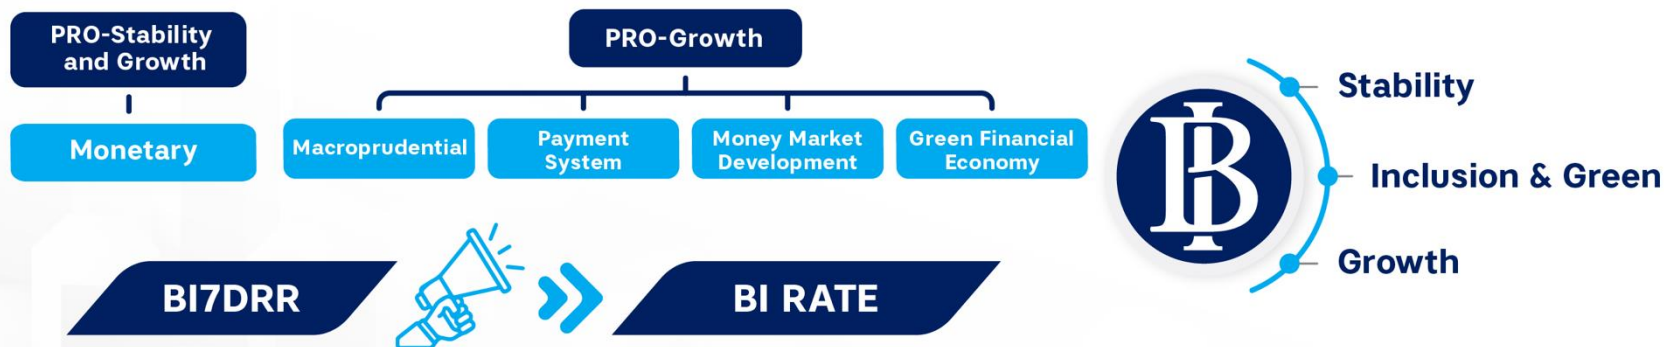 PRO-Stability
and Growth
Monetary
PRO-Growth
Macroprudential
Payment
System
Money Market
Development
Green Financial
Economy
BI7DRR
BI RATE
BI
Stability
Inclusion & Green
Growth